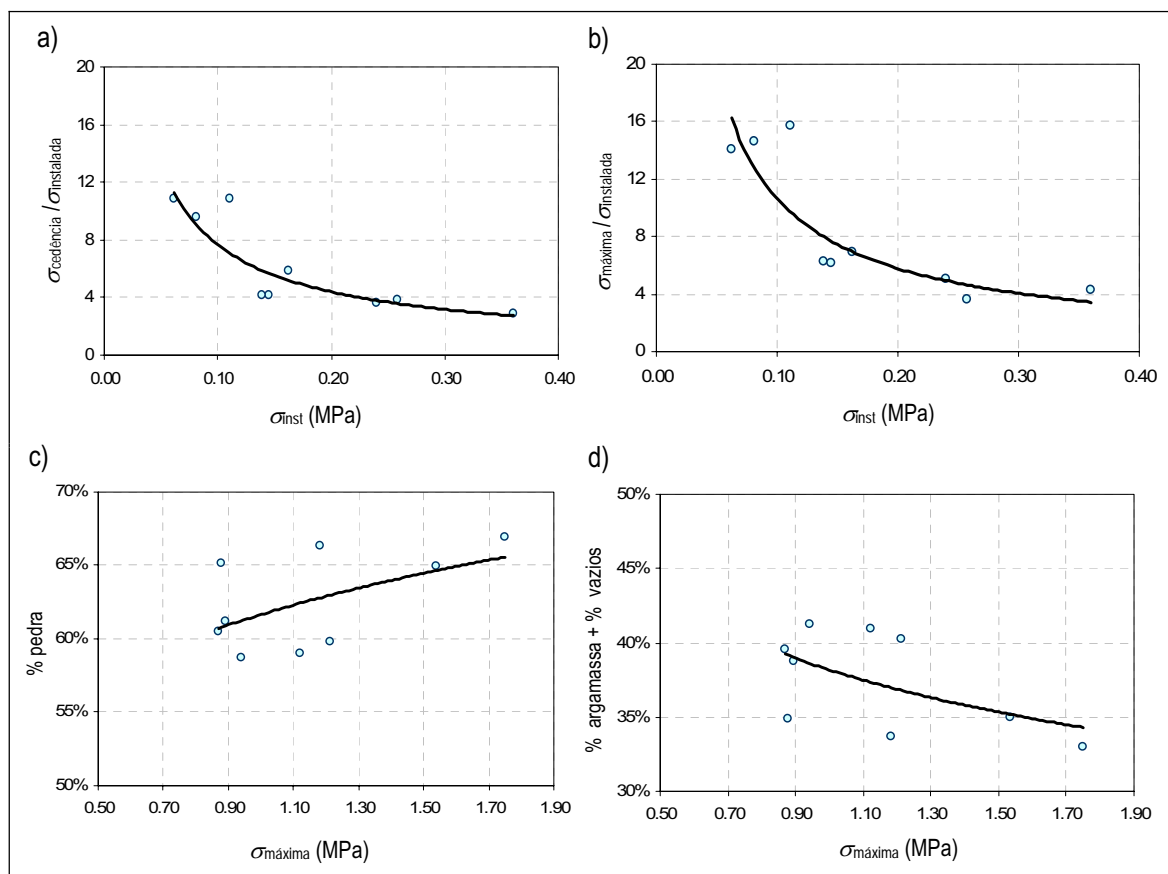 a)
σcedência /σinstalada
20
16
12
8
4
0
0.00 0.10 0.20 0.30 0.40
σinst (MPa)
b)
σmáxima / σinstalada
20
16
12
8
4
0
0.00 0.10 0.20 0.30 0.40
σinst (MPa)
c)
% pedra
70%
65%
60%
55%
50%
0.50 0.90 1.10 1.30 1.50 1.70 1.90
σmáxima (MPa)
d)
% argamassa + % vazios
50%
45%
40%
35%
30%
0.50 0.70 0.90 1.10 1.30 1.50 1.70 1.90
σmáxima (MPa)